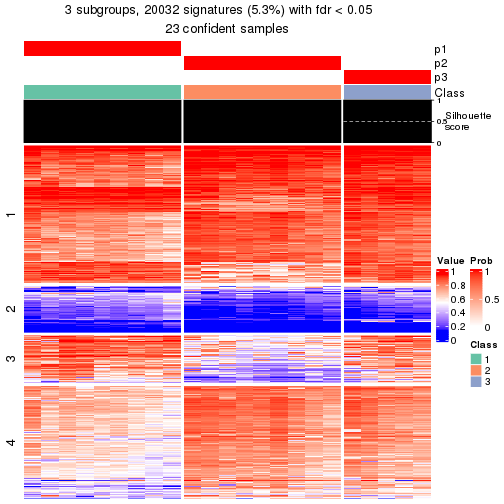 3 subgroups, 20032 signatures (5.3%) with fdr < 0.05
23 confident samples
p1
p2
p3
Class
1
0.5
0
Silhouette
score
1
2
3
4
Value
1
0.8
0.6
0.4
0.2
0
Prob
1
0.5
0
Class
1
2
3